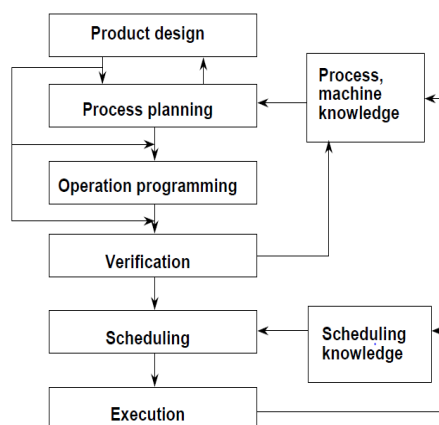 Product design
Process planning
Process,
machine
knowledge
Operation programming
Verification
Scheduling
Scheduling
knowledge
Execution